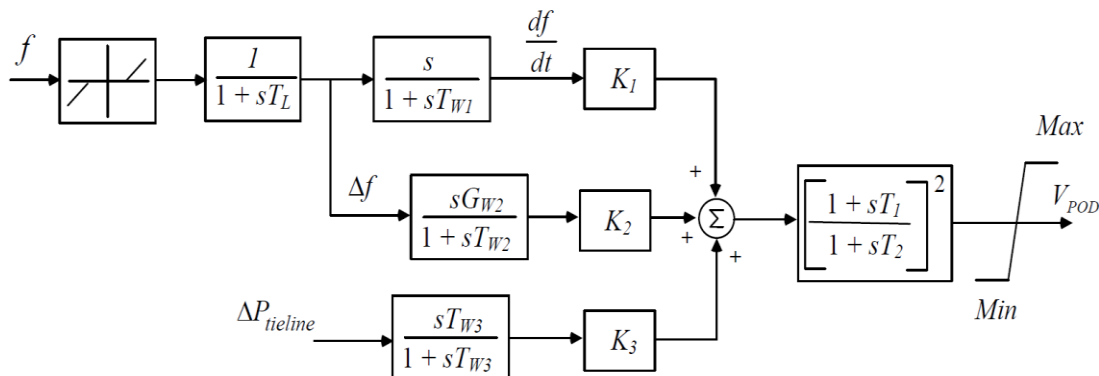 f
1
1 + sT_L
s
1 + sT_W1
df
dt
K_1
Δf
sG_W2
1 + sT_W2
K_2
ΔP_tieline
sT_W3
1 + sT_W3
K_3
+
+
+
Σ
[1 + sT_1
1 + sT_2]^2
Max
V_POD
Min